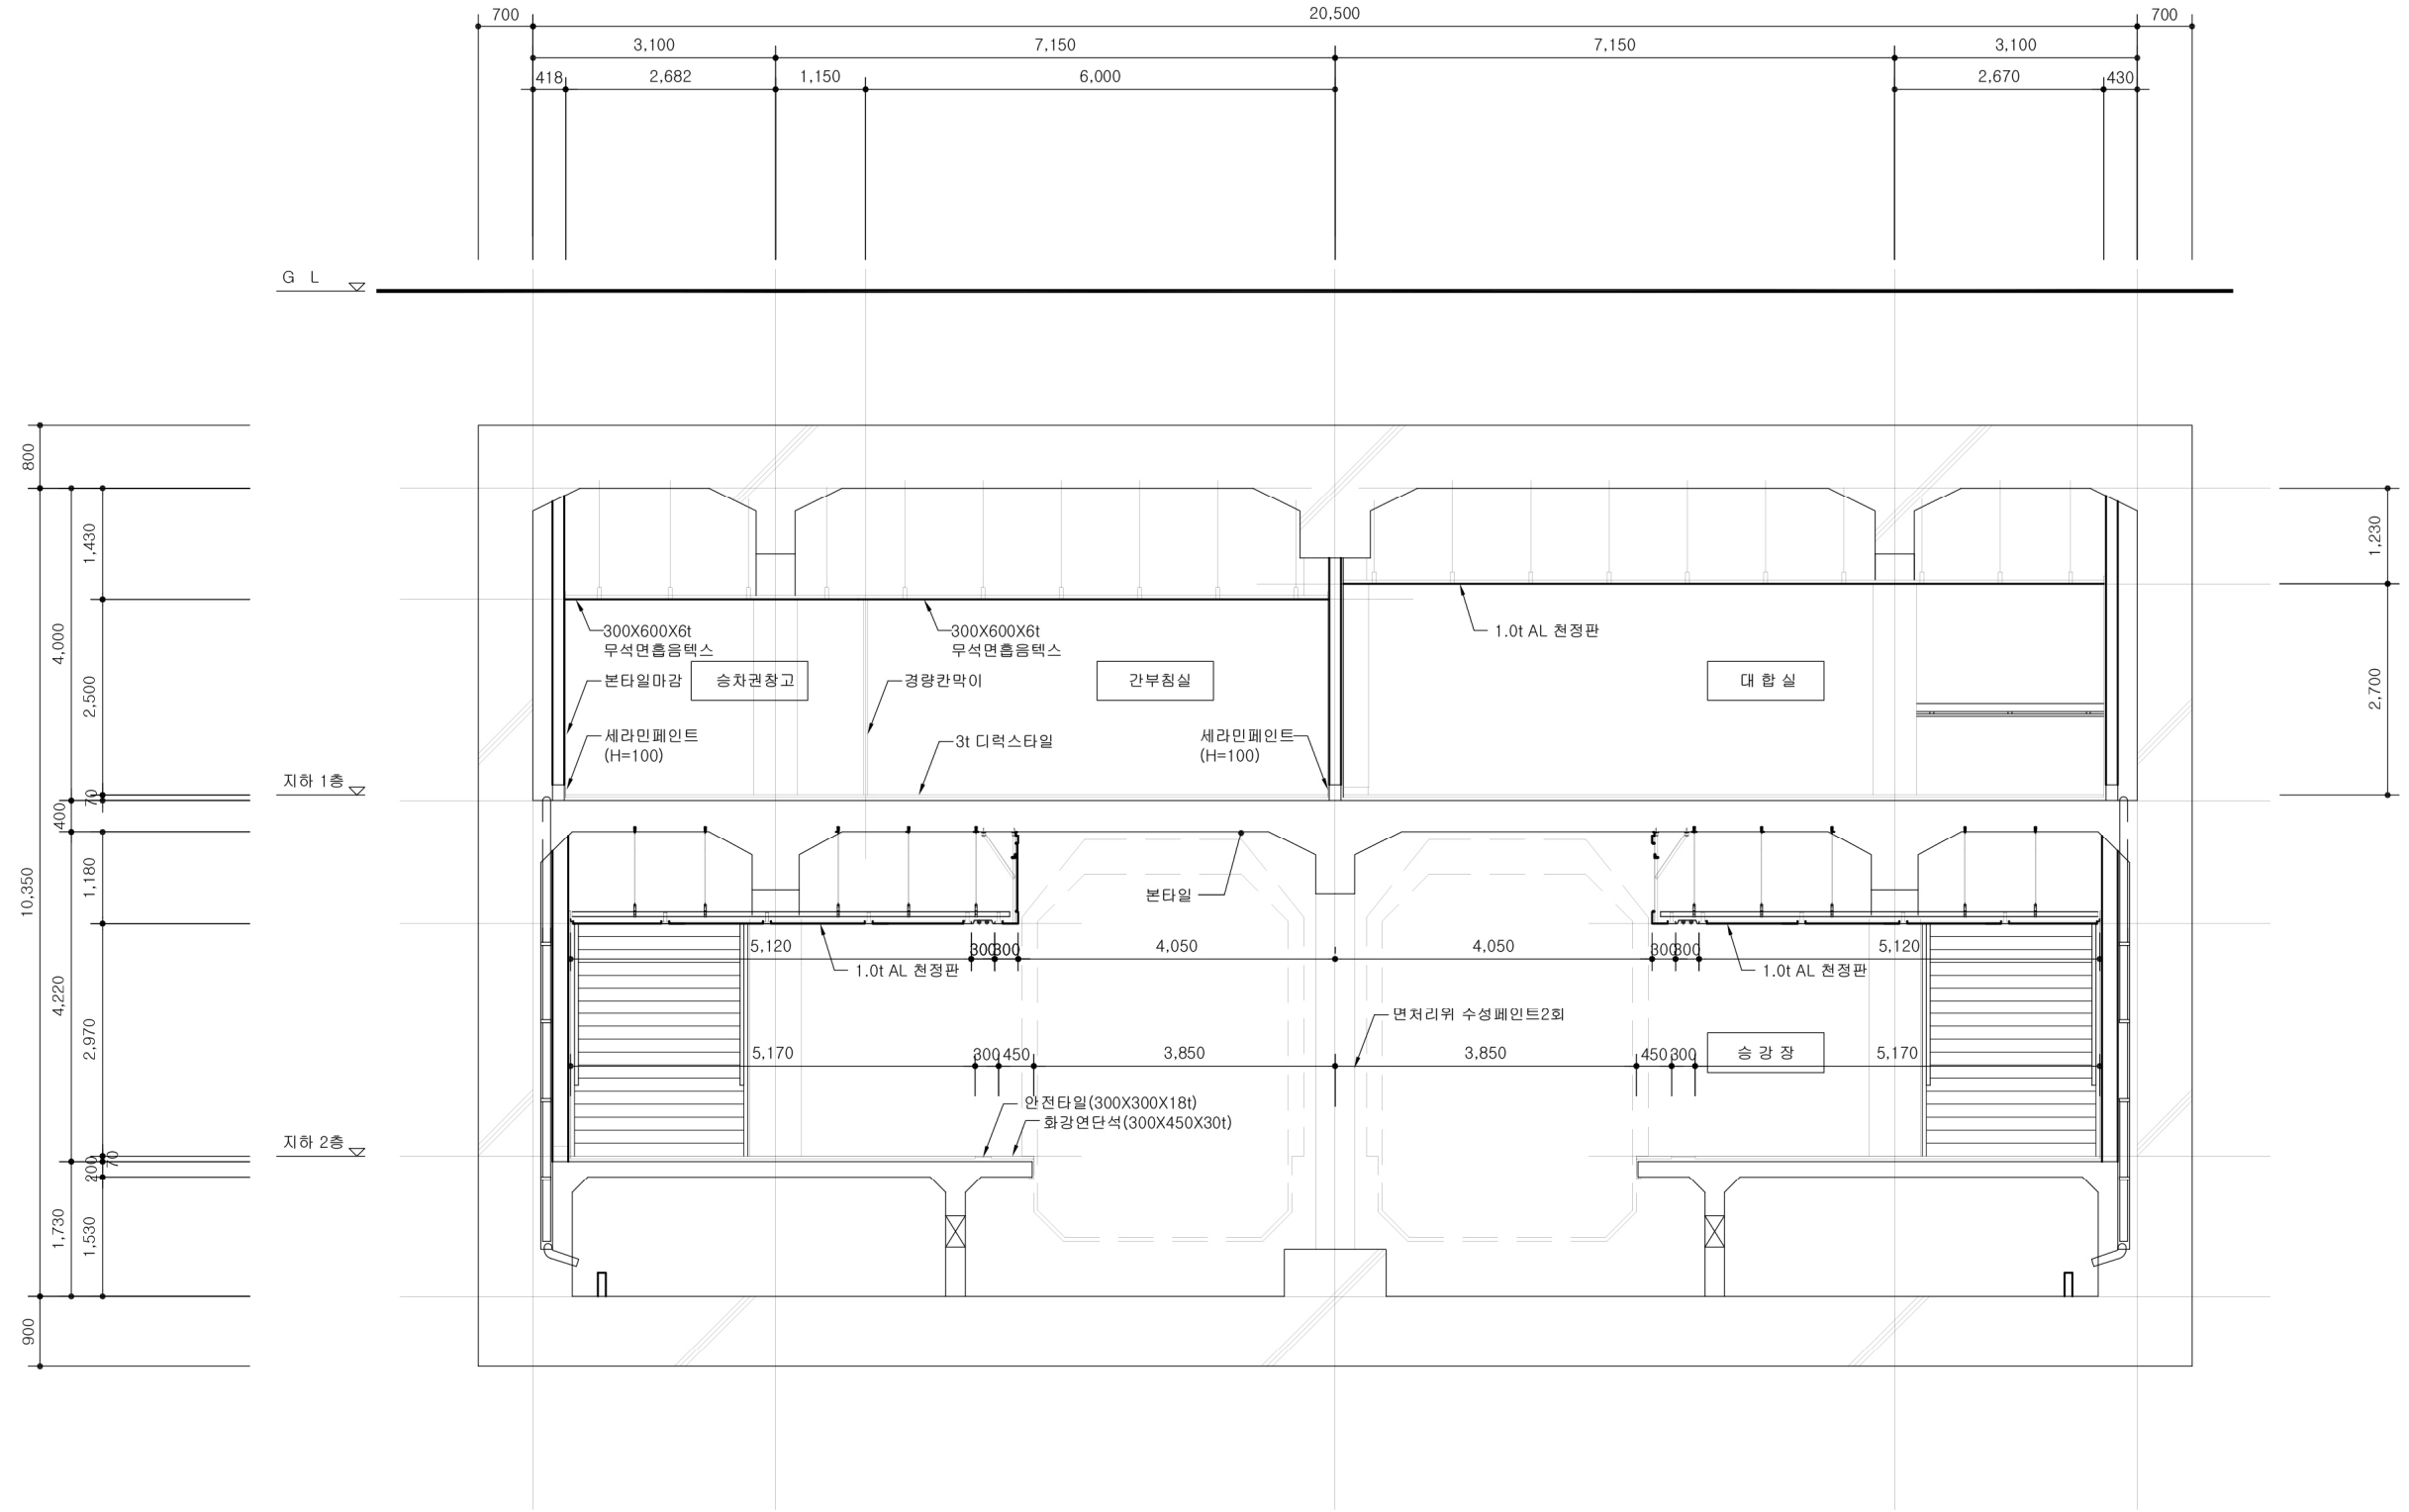 700
20,500
700
3,100
7,150
7,150
3,100
418
2,682
1,150
6,000
2,670
430
G L
800
1,430
1,230
4,000
2,500
2,700
300X600X6t
무석면흡음텍스
300X600X6t
무석면흡음텍스
1.0t AL 천정판
본타일마감
승차권창고
경량칸막이
간부침실
대 합 실
세라민페인트
(H=100)
3t 디럭스타일
세라민페인트
(H=100)
지하 1층
70
400
10,350
1,180
본타일
5,120
300
300
4,050
4,050
300
300
5,120
1.0t AL 천정판
1.0t AL 천정판
4,220
2,970
면처리위 수성페인트2회
5,170
300
450
3,850
3,850
450
300
승 강 장
5,170
안전타일(300X300X18t)
화강연단석(300X450X30t)
지하 2층
200
70
1,730
1,530
900